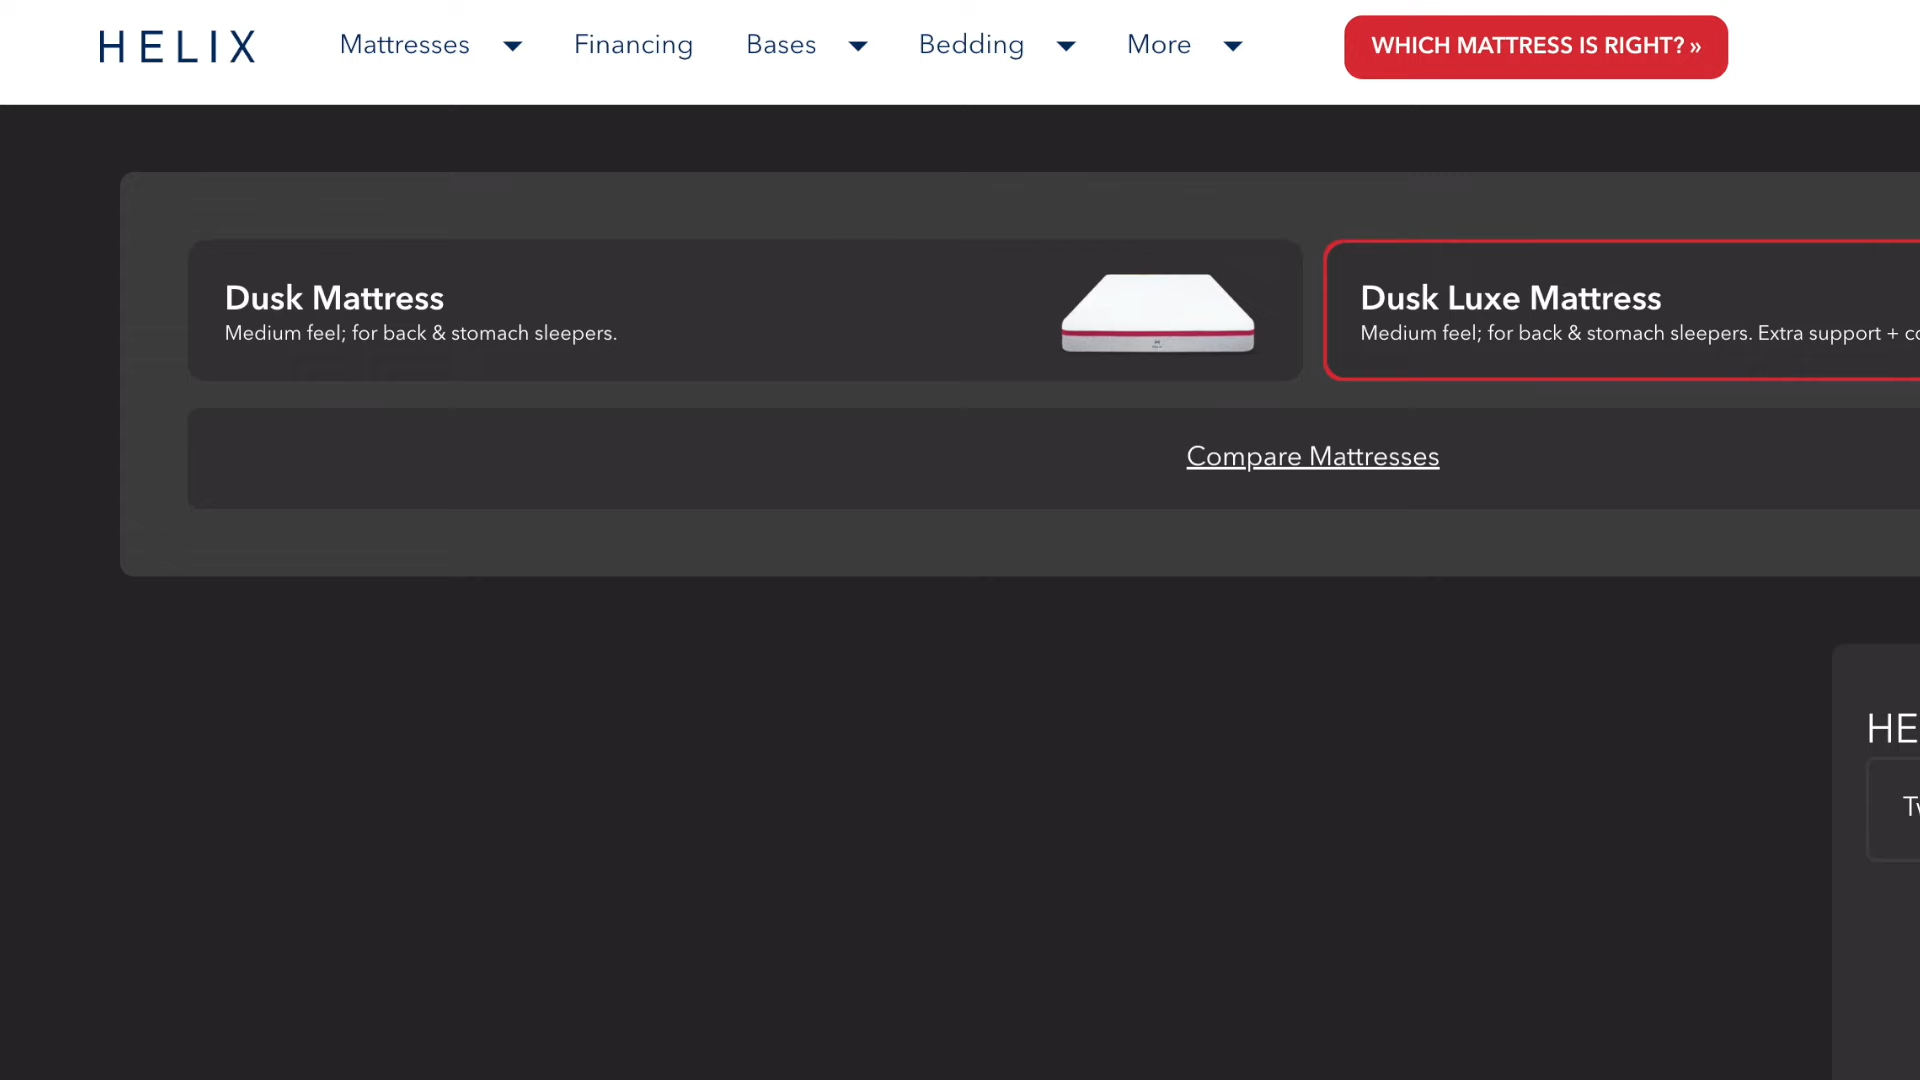 HELIX
Mattresses
Financing
Bases
Bedding
More
WHICH MATTRESS IS RIGHT? »
Dusk Mattress
Medium feel; for back & stomach sleepers.
Dusk Luxe Mattress
Medium feel; for back & stomach sleepers. Extra support +
Compare Mattresses